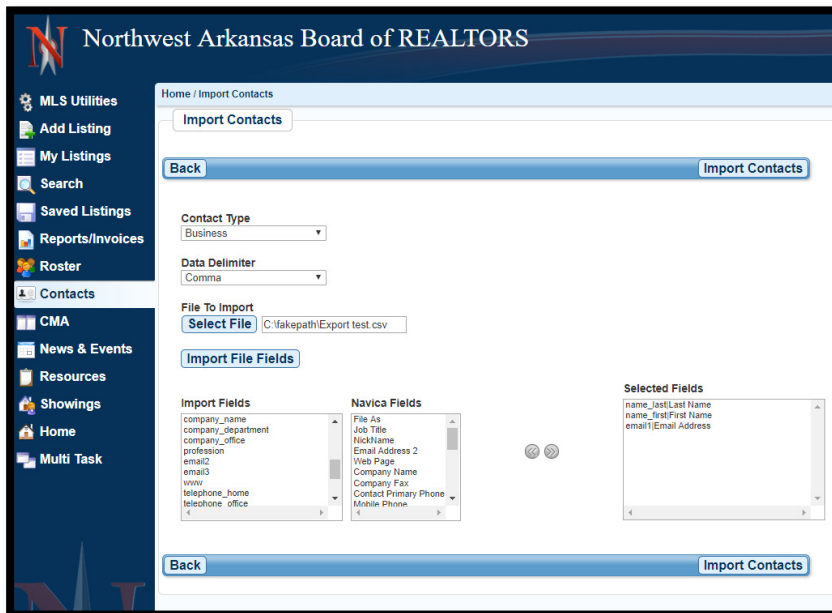 Northwest Arkansas Board of REALTORS
MLS Utilities
Add Listing
My Listings
Search
Saved Listings
Reports/Invoices
Roster
Contacts
CMA
News & Events
Resources
Showings
Home
Multi Task
Home / Import Contacts
Import Contacts
Back
Import Contacts
Contact Type
Business
Data Delimiter
Comma
File To Import
Select File
C:\fakepath\Export test.csv
Import File Fields
Import Fields
company_name
company_department
company_office
profession
email2
email3
www
telephone_home
telephone_office
Navica Fields
File As
Job Title
NickName
Email Address 2
Web Page
Company Name
Company Fax
Contact Primary Phone
Mobile Phone
Selected Fields
name_last|Last Name
name_first|First Name
email1|Email Address
Back
Import Contacts